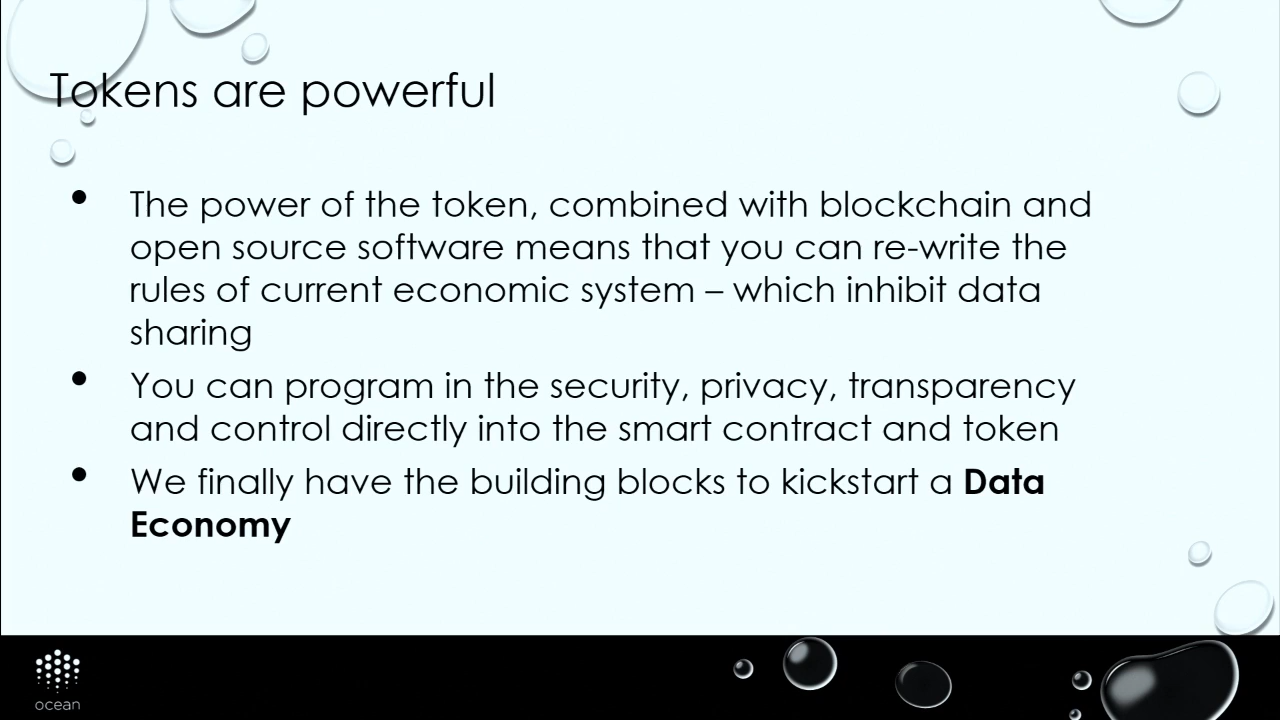 Tokens are powerful
• The power of the token, combined with blockchain and
open source software means that you can re-write the
rules of current economic system – which inhibit data
sharing
• You can program in the security, privacy, transparency
and control directly into the smart contract and token
• We finally have the building blocks to kickstart a Data
Economy
ocean